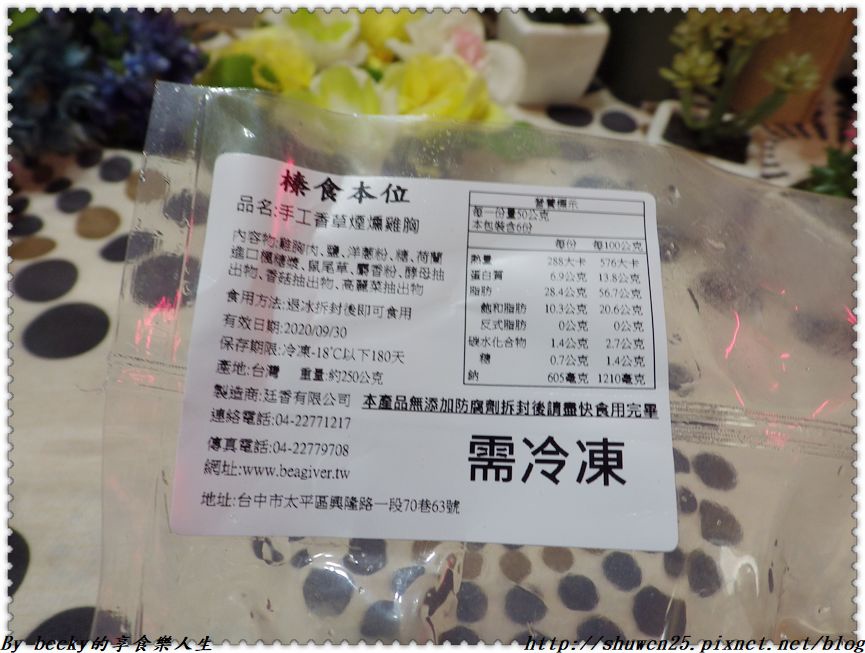 榛食本位
品名:手工香草煙燻雞胸
內容物:雞胸肉、鹽、洋蔥粉、糖、荷蘭
進口楓糖漿、鼠尾草、麝香粉、酵母抽
出物、香菇抽出物、高麗菜抽出物
食用方法:退冰拆封後即可食用
有效日期:2020/09/30
保存期限:冷凍-18℃以下180天
產地:台灣 重量:約250公克
製造商:廷香有限公司
連絡電話:04-22771217
傳真電話:04-22779708
網址:www.beagiver.tw
地址:台中市太平區興隆路一段70巷63號
營養標示
每一份量50公克
本包裝含6份
每份 每100公克
熱量 288大卡 576大卡
蛋白質 6.9公克 13.8公克
脂肪 28.4公克 56.7公克
飽和脂肪 10.3公克 20.6公克
反式脂肪 0公克 0公克
碳水化合物 1.4公克 2.7公克
糖 0.7公克 1.4公克
鈉 605毫克 1210毫克
本產品無添加防腐劑拆封後請盡快食用完畢
需冷凍
By becky的享食樂人生
http://shuwen25.pixnet.net/blog